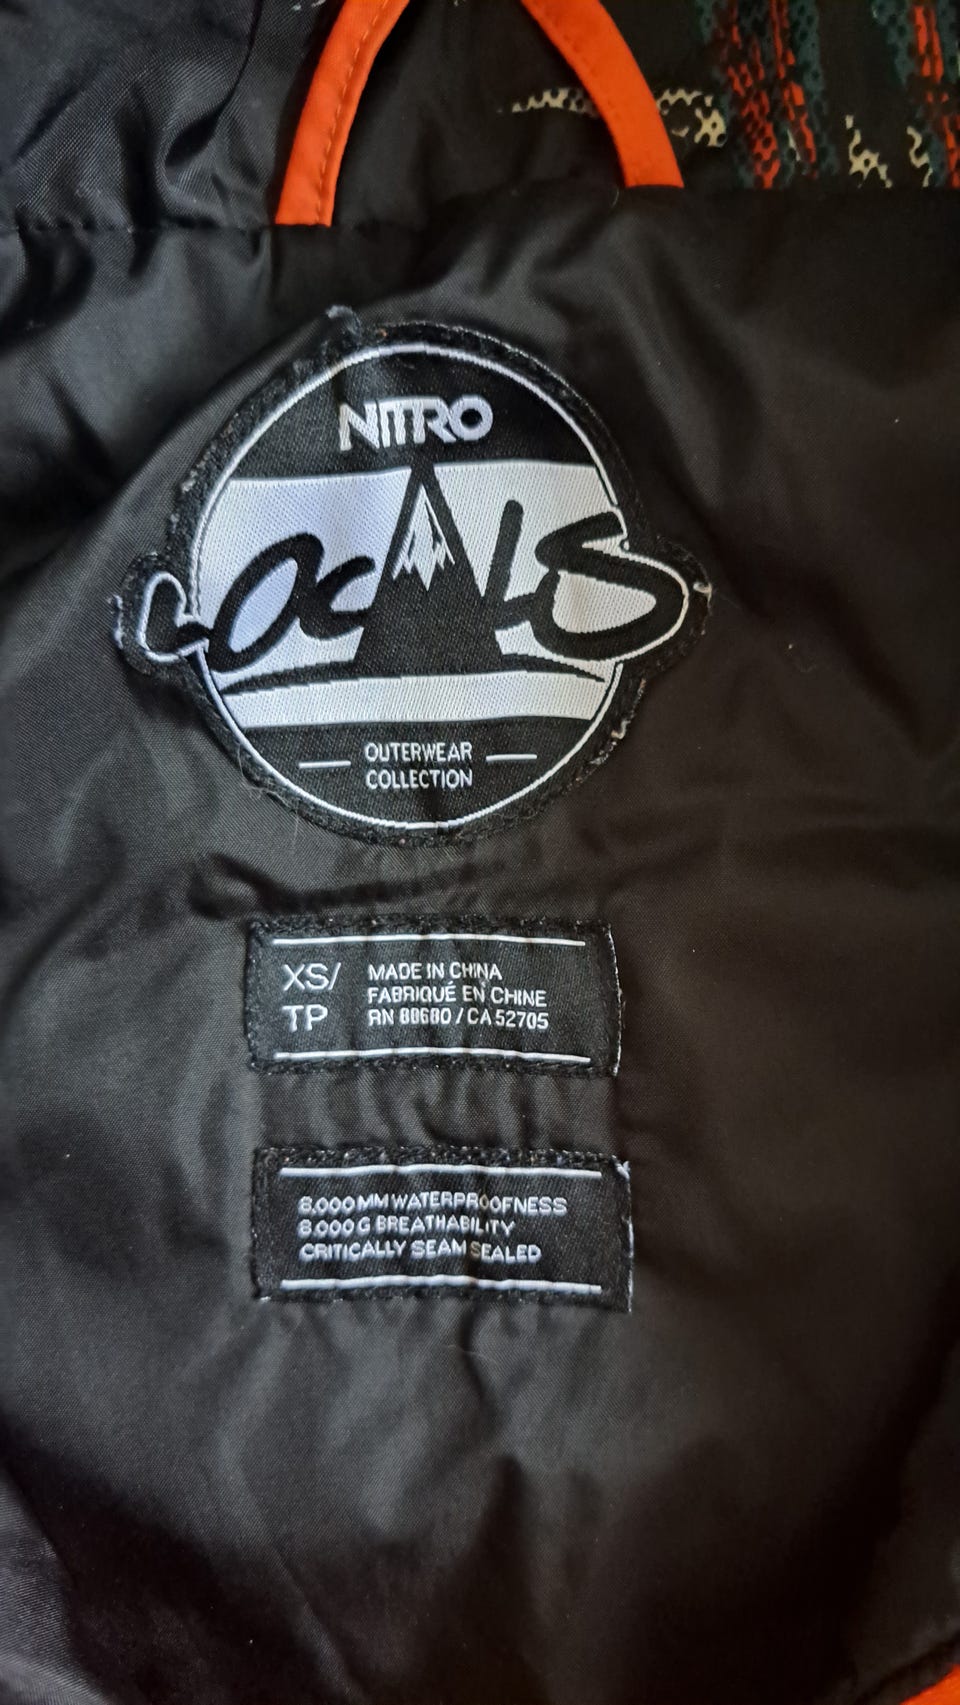 NITRO
LOCALS
OUTERWEAR
COLLECTION
XS/
TP
MADE IN CHINA
FABRIQUÉ EN CHINE
RN 88680 / CA 52705
8.000 MM WATERPROOFNESS
8.000 G BREATHABILITY
CRITICALLY SEAM SEALED